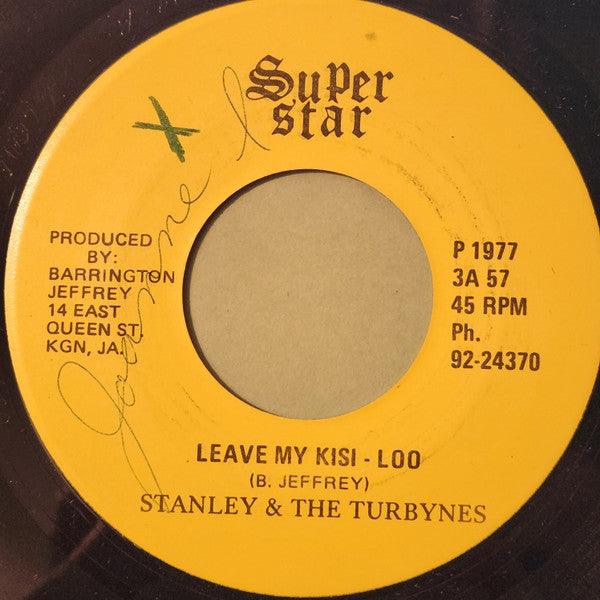 Super
star
PRODUCED
BY:
BARRINGTON
JEFFREY
14 EAST
QUEEN ST.
KGN, JA.
P 1977
3A 57
45 RPM
Ph.
92-24370
LEAVE MY KISI - LOO
(B. JEFFREY)
STANLEY & THE TURBYNES